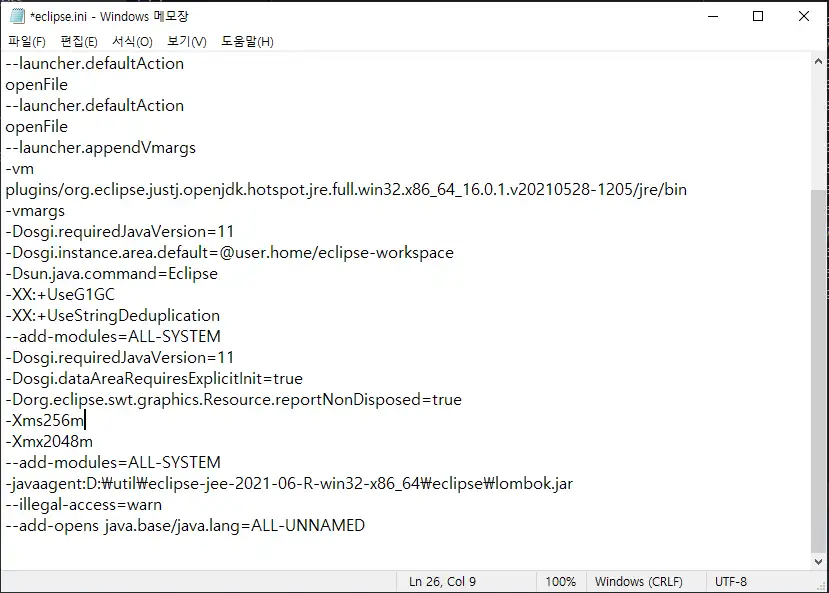 *eclipse.ini - Windows 메모장
파일(F) 편집(E) 서식(O) 보기(V) 도움말(H)
--launcher.defaultAction
openFile
--launcher.defaultAction
openFile
--launcher.appendVmargs
-vm
plugins/org.eclipse.justj.openjdk.hotspot.jre.full.win32.x86_64_16.0.1.v20210528-1205/jre/bin
-vmargs
-Dosgi.requiredJavaVersion=11
-Dosgi.instance.area.default=@user.home/eclipse-workspace
-Dsun.java.command=Eclipse
-XX:+UseG1GC
-XX:+UseStringDeduplication
--add-modules=ALL-SYSTEM
-Dosgi.requiredJavaVersion=11
-Dosgi.dataAreaRequiresExplicitInit=true
-Dorg.eclipse.swt.graphics.Resource.reportNonDisposed=true
-Xms256m
-Xmx2048m
--add-modules=ALL-SYSTEM
-javaagent:D:₩util₩eclipse-jee-2021-06-R-win32-x86_64₩eclipse₩lombok.jar
--illegal-access=warn
--add-opens java.base/java.lang=ALL-UNNAMED
Ln 26, Col 9 100% Windows (CRLF) UTF-8